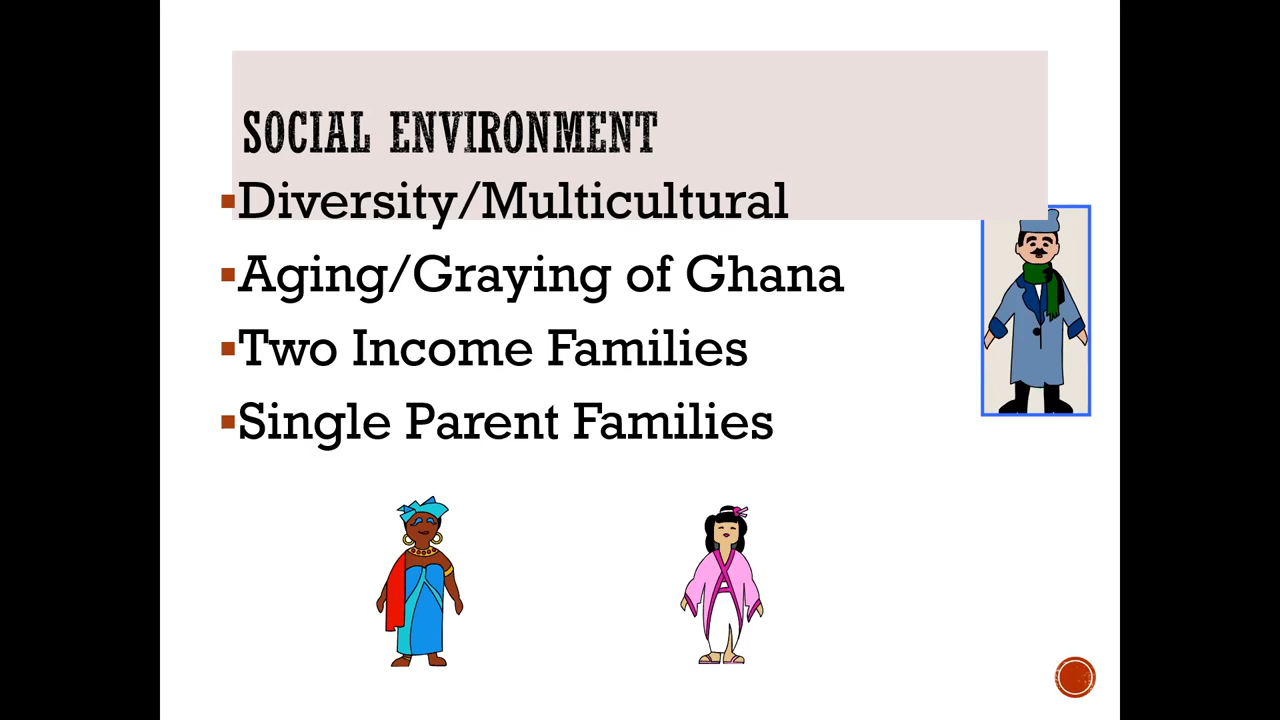 SOCIAL ENVIRONMENT
▪Diversity/Multicultural
▪Aging/Graying of Ghana
▪Two Income Families
▪Single Parent Families